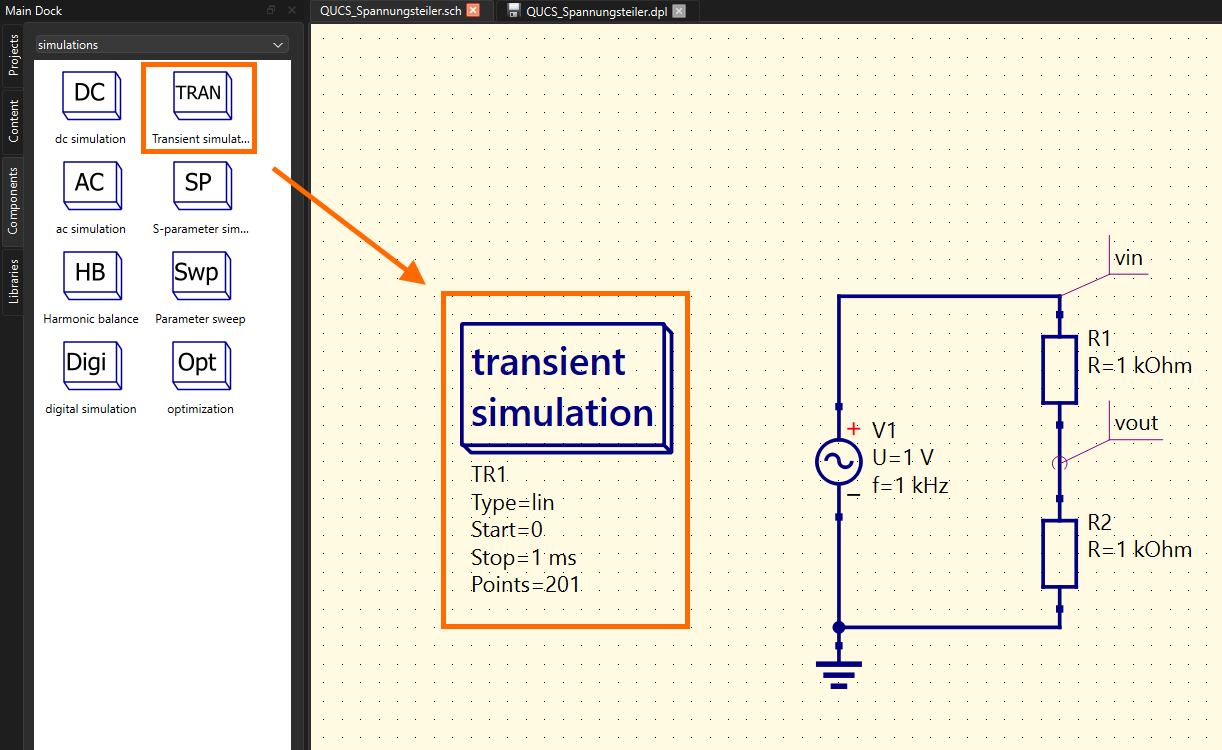 Main Dock
QUCS_Spannungsteiler.sch
QUCS_Spannungsteiler.dpl
Projects
Content
Components
Libraries
simulations
DC
dc simulation
TRAN
Transient simulat...
AC
ac simulation
SP
S-parameter sim...
HB
Harmonic balance
Swp
Parameter sweep
Digi
digital simulation
Opt
optimization
transient
simulation
TR1
Type=lin
Start=0
Stop=1 ms
Points=201
V1
U=1 V
f=1 kHz
vin
R1
R=1 kOhm
vout
R2
R=1 kOhm